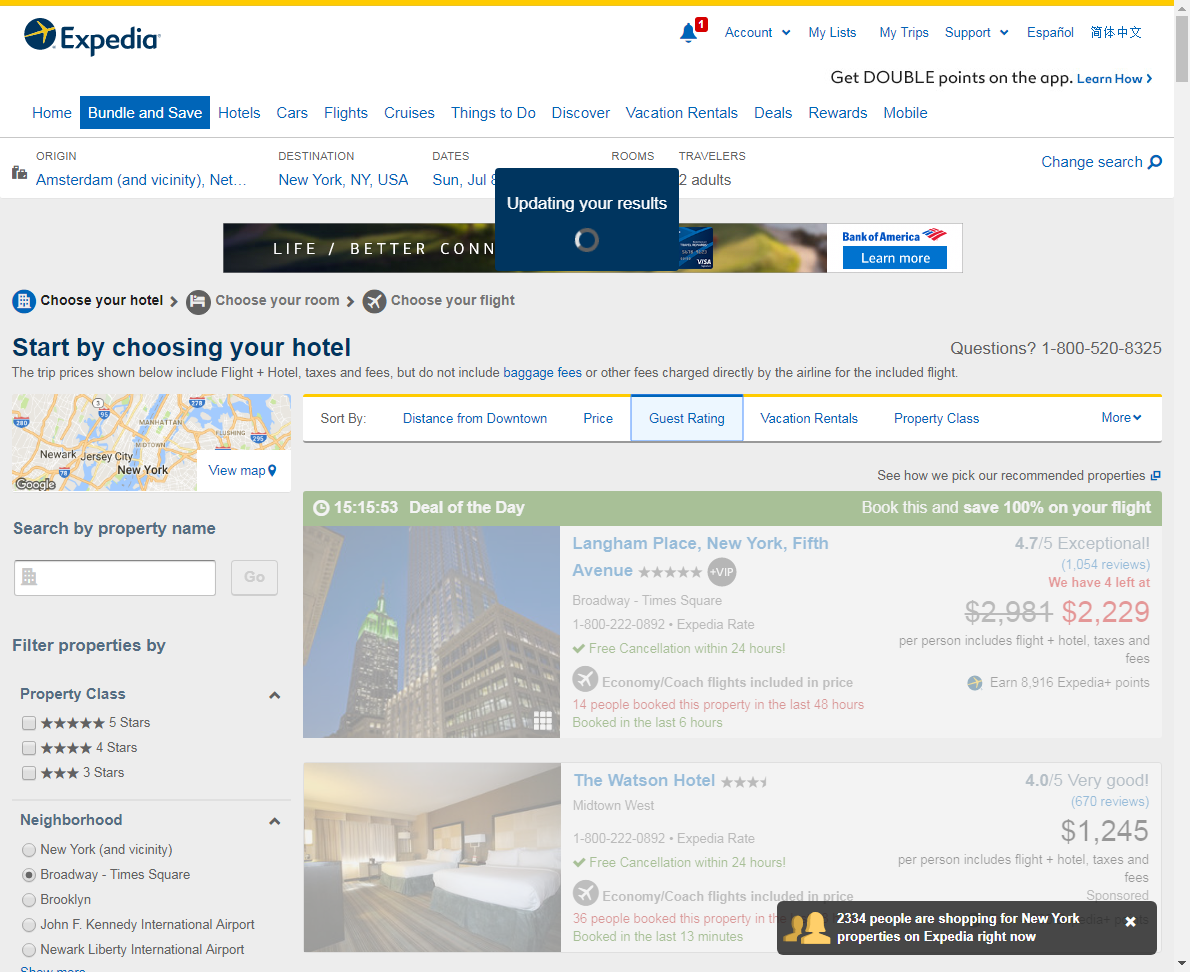 Expedia
1
Account
My Lists
My Trips
Support
Español
简体中文
Get DOUBLE points on the app. Learn How
Home
Bundle and Save
Hotels
Cars
Flights
Cruises
Things to Do
Discover
Vacation Rentals
Deals
Rewards
Mobile
ORIGIN
DESTINATION
DATES
ROOMS
TRAVELERS
Amsterdam (and vicinity), Net...
New York, NY, USA
Sun, Jul
2 adults
Change search
Updating your results
LIFE / BETTER CONN
VISA
Bank of America
Learn more
Choose your hotel
Choose your room
Choose your flight
Start by choosing your hotel
Questions? 1-800-520-8325
The trip prices shown below include Flight + Hotel, taxes and fees, but do not include baggage fees or other fees charged directly by the airline for the included flight.
278
3
95
280
MANHATTAN
FLUSHING
295
MIDTOWN
Newark
Jersey City
78
New York
Google
View map
Sort By:
Distance from Downtown
Price
Guest Rating
Vacation Rentals
Property Class
More
See how we pick our recommended properties
Search by property name
Go
Filter properties by
Property Class
5 Stars
4 Stars
3 Stars
Neighborhood
New York (and vicinity)
Broadway - Times Square
Brooklyn
John F. Kennedy International Airport
Newark Liberty International Airport
Show more
15:15:53 Deal of the Day
Book this and save 100% on your flight
Langham Place, New York, Fifth
Avenue
+VIP
Broadway - Times Square
1-800-222-0892 • Expedia Rate
Free Cancellation within 24 hours!
Economy/Coach flights included in price
14 people booked this property in the last 48 hours
Booked in the last 6 hours
4.7/5 Exceptional!
(1,054 reviews)
We have 4 left at
$2,981 $2,229
per person includes flight + hotel, taxes and
fees
Earn 8,916 Expedia+ points
The Watson Hotel
Midtown West
1-800-222-0892 • Expedia Rate
Free Cancellation within 24 hours!
Economy/Coach flights included in price
36 people booked this property in the
Booked in the last 13 minutes
4.0/5 Very good!
(670 reviews)
$1,245
per person includes flight + hotel, taxes and
fees
Sponsored
2334 people are shopping for New York
properties on Expedia right now